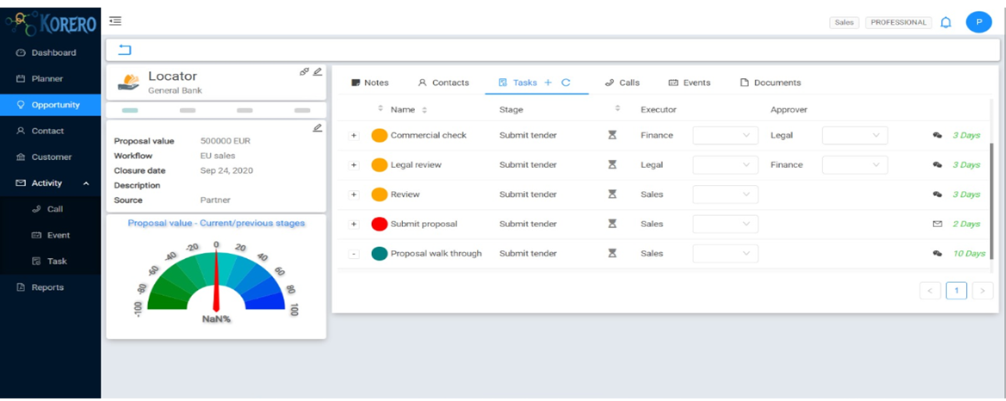 KORERO
Sales PROFESSIONAL P
Dashboard
Planner
Opportunity
Contact
Customer
Activity
Call
Event
Task
Reports
Locator
General Bank
Proposal value 500000 EUR
Workflow EU sales
Closure date Sep 24, 2020
Description
Source Partner
Proposal value - Current/previous stages
-100 -80 -60 -40 -20 0 20 40 60 80 100
NaN%
Notes Contacts Tasks + Calls Events Documents
Name Stage Executor Approver
+ Commercial check Submit tender Finance Legal 3 Days
+ Legal review Submit tender Legal Finance 3 Days
+ Review Submit tender Sales 3 Days
+ Submit proposal Submit tender Sales 2 Days
- Proposal walk through Submit tender Sales 10 Days
< 1 >